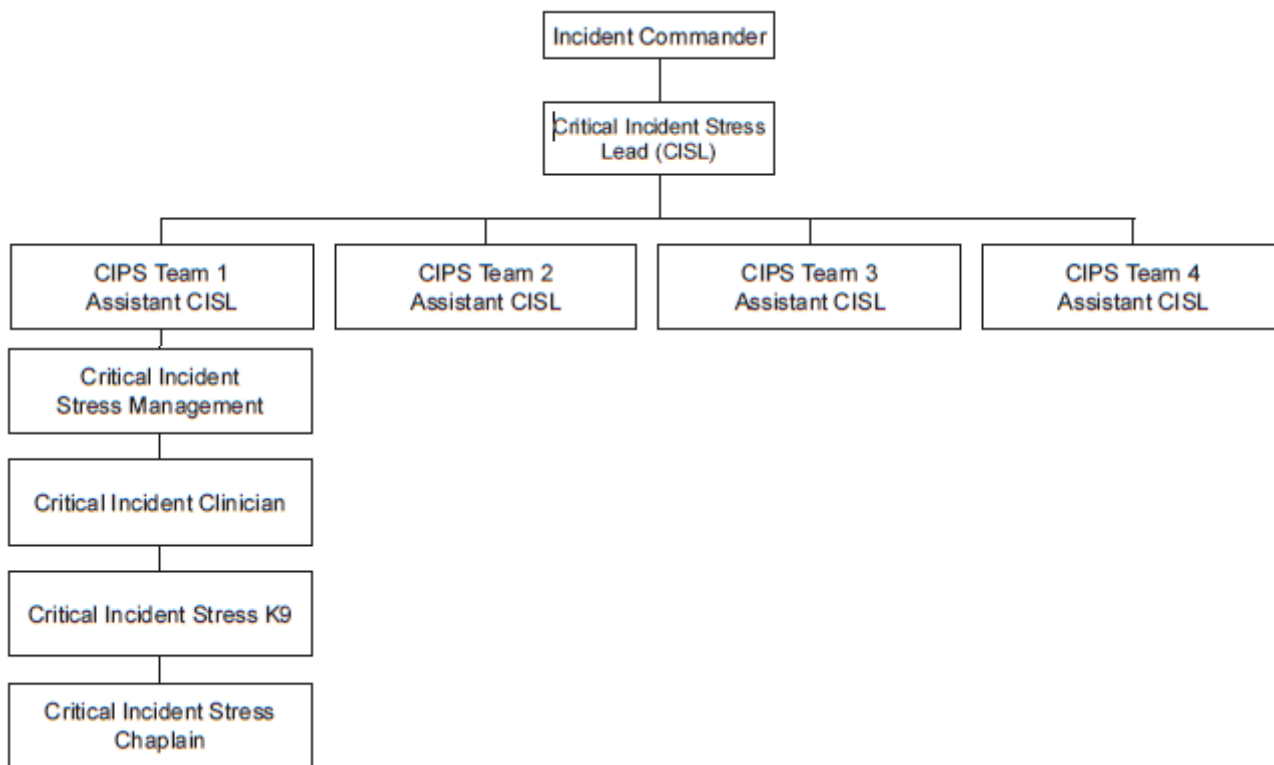 Incident Commander
Critical Incident Stress
Lead (CISL)
CIPS Team 1
Assistant CISL
CIPS Team 2
Assistant CISL
CIPS Team 3
Assistant CISL
CIPS Team 4
Assistant CISL
Critical Incident
Stress Management
Critical Incident Clinician
Critical Incident Stress K9
Critical Incident Stress
Chaplain